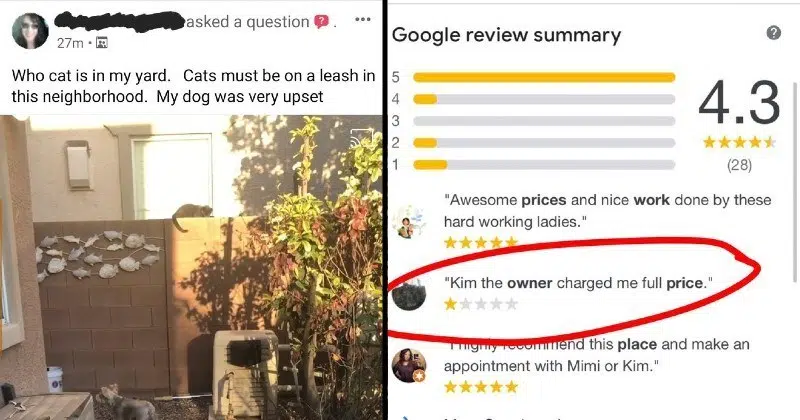 asked a question
27m
Who cat is in my yard. Cats must be on a leash in
this neighborhood. My dog was very upset
Google review summary
5
4
3
2
1
4.3
(28)
"Awesome prices and nice work done by these
hard working ladies."
"Kim the owner charged me full price."
"I highly recommend this place and make an
appointment with Mimi or Kim."